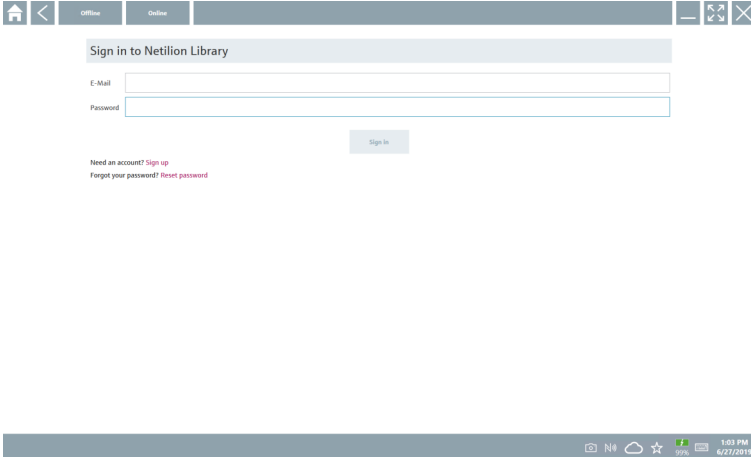 Offline Online
Sign in to Netilion Library
E-Mail
Password
Sign in
Need an account? Sign up
Forgot your password? Reset password
99%
1:03 PM
6/27/2019